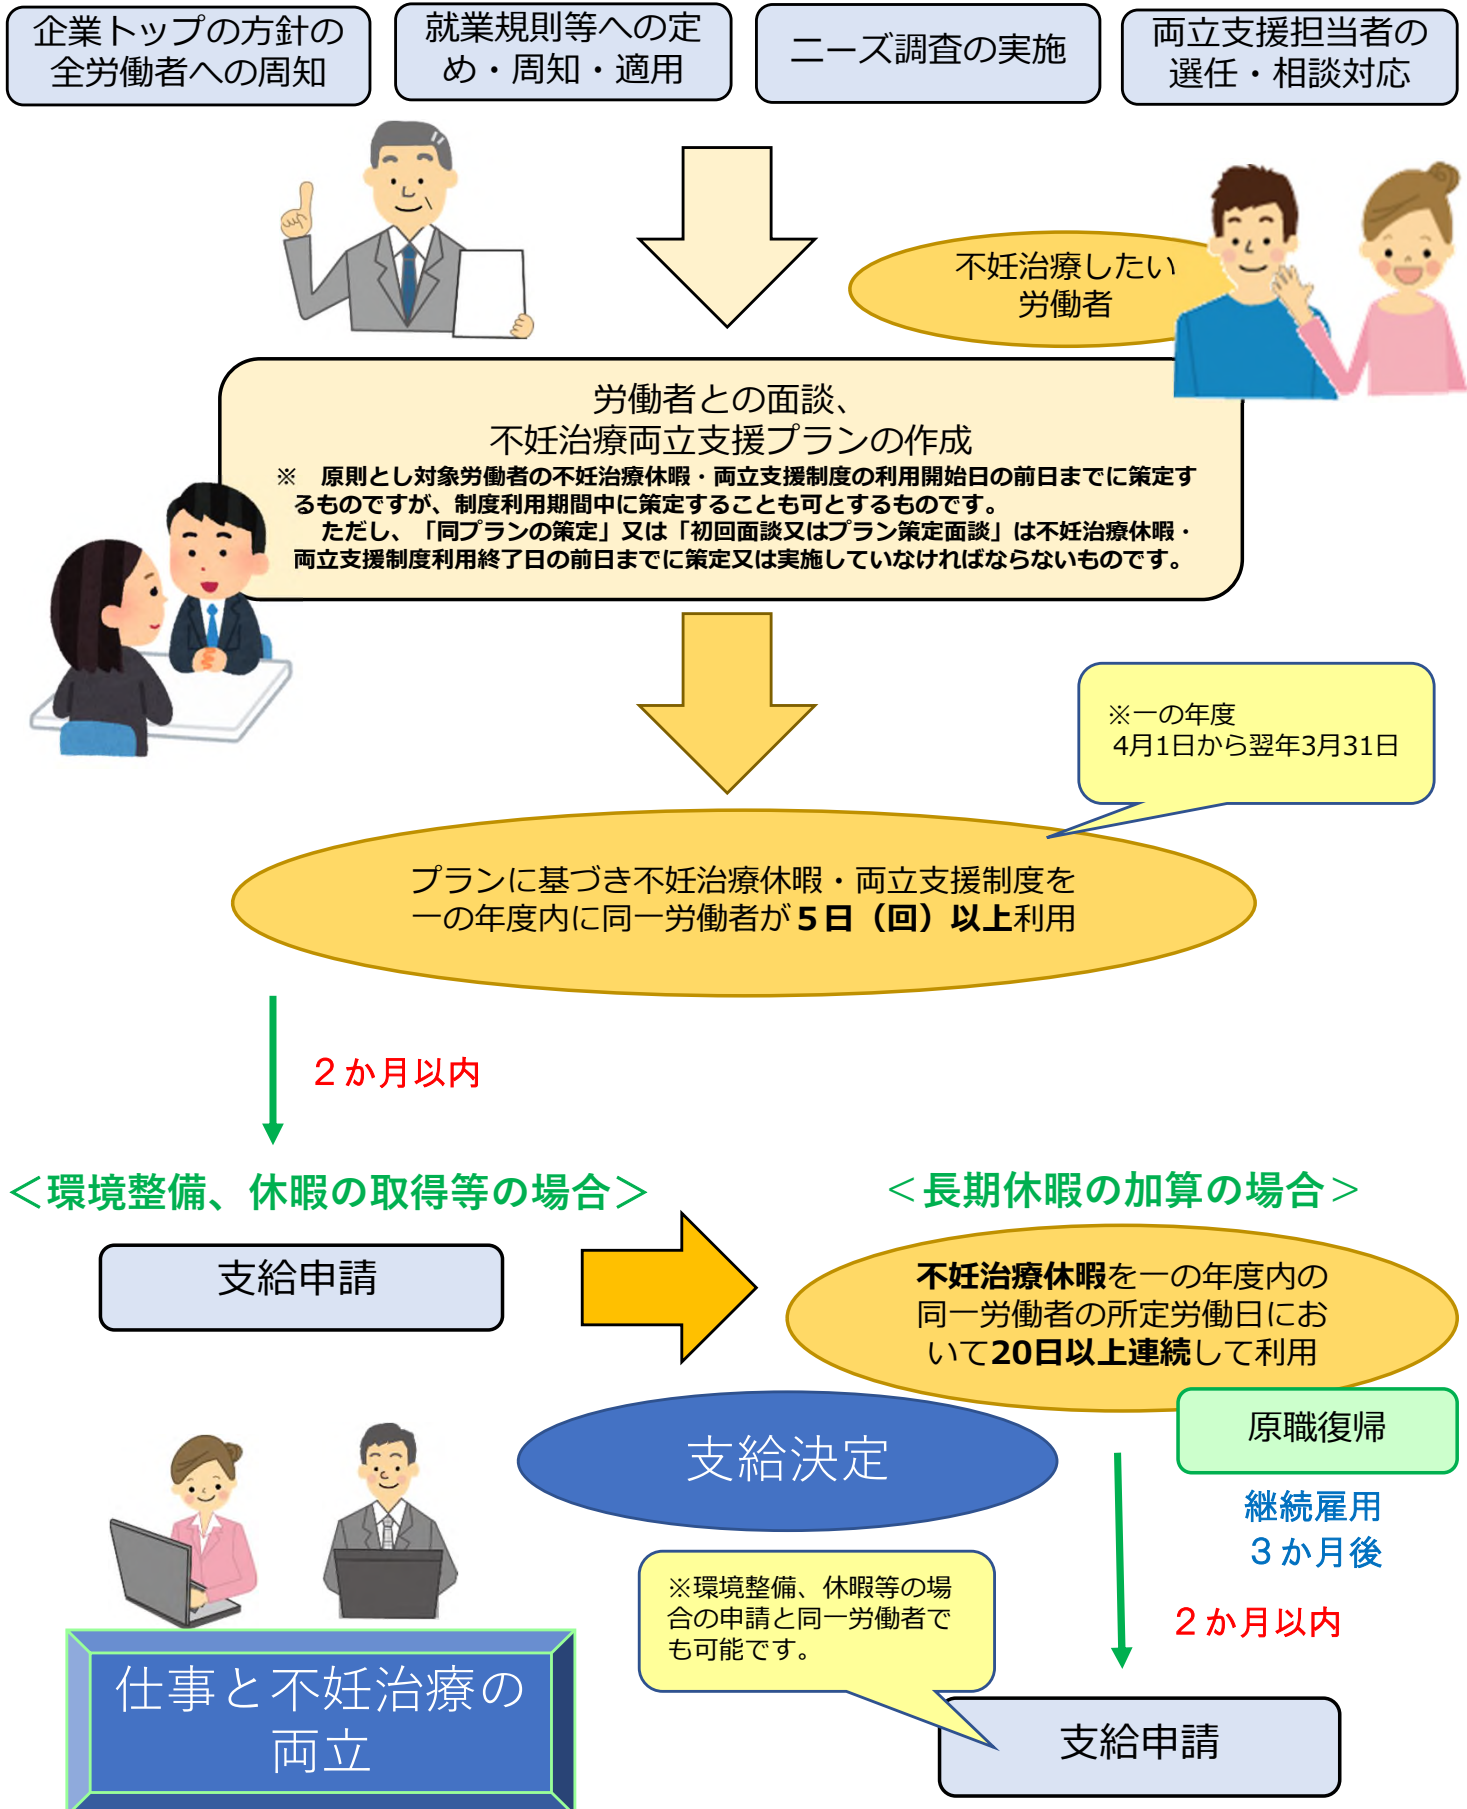 企業トップの方針の
全労働者への周知
就業規則等への定
め・周知・適用
ニーズ調査の実施
両立支援担当者の
選任・相談対応
不妊治療したい
労働者
労働者との面談、
不妊治療両立支援プランの作成
※　原則とし対象労働者の不妊治療休暇・両立支援制度の利用開始日の前日までに策定す
るものですが、制度利用期間中に策定することも可とするものです。
ただし、「同プランの策定」又は「初回面談又はプラン策定面談」は不妊治療休暇・
両立支援制度利用終了日の前日までに策定又は実施していなければならないものです。
※一の年度
4月1日から翌年3月31日
プランに基づき不妊治療休暇・両立支援制度を
一の年度内に同一労働者が５日（回）以上利用
２か月以内
＜環境整備、休暇の取得等の場合＞
支給申請
＜長期休暇の加算の場合＞
不妊治療休暇を一の年度内の
同一労働者の所定労働日にお
いて20日以上連続して利用
原職復帰
継続雇用
３か月後
支給決定
※環境整備、休暇等の場
合の申請と同一労働者で
も可能です。
２か月以内
支給申請
仕事と不妊治療の
両立